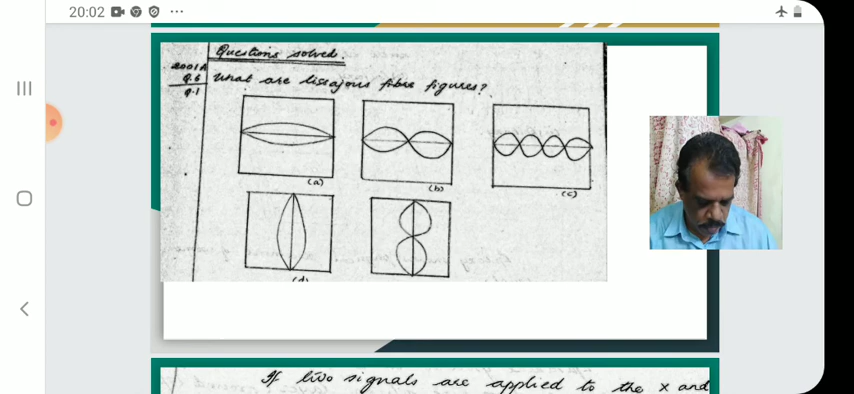 20:02
Questions solved.
2001 A
Q.6 What are lissajous fibre figures?
q.1
(a)
(b)
(c)
(d)
If two signals are applied to the x and